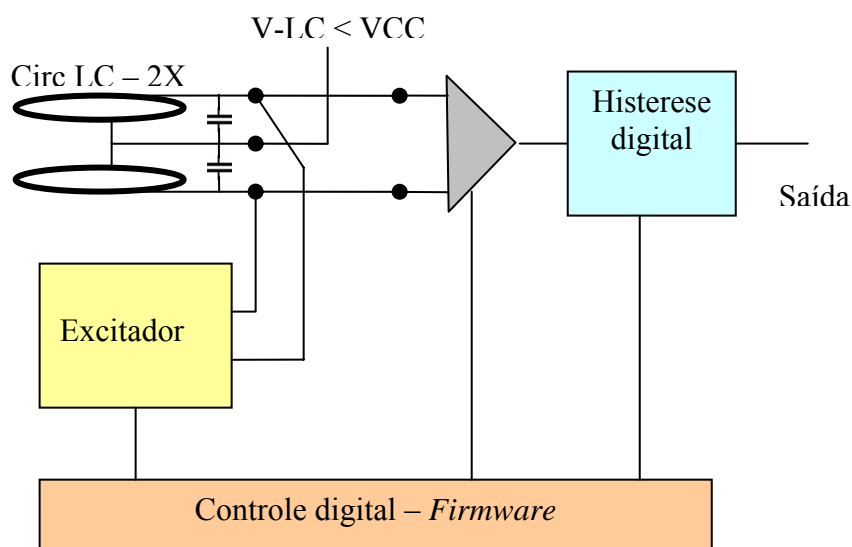 V-LC < VCC
Circ LC – 2X
Histerese
digital
Saída
Excitador
Controle digital – Firmware